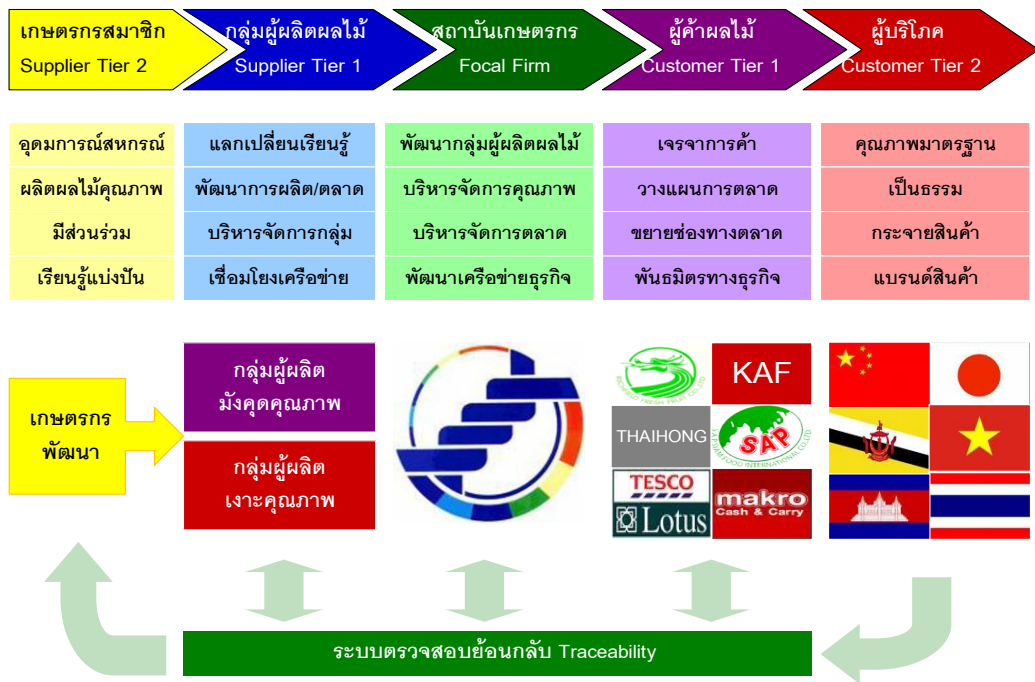 เกษตรกรสมาชิก
Supplier Tier 2
กลุ่มผู้ผลิตผลไม้
Supplier Tier 1
สถาบันเกษตรกร
Focal Firm
ผู้ค้าผลไม้
Customer Tier 1
ผู้บริโภค
Customer Tier 2
อุดมการณ์สหกรณ์
แลกเปลี่ยนเรียนรู้
พัฒนากลุ่มผู้ผลิตผลไม้
เจรจาการค้า
คุณภาพมาตรฐาน
ผลิตผลไม้คุณภาพ
พัฒนาการผลิต/ตลาด
บริหารจัดการคุณภาพ
วางแผนการตลาด
เป็นธรรม
มีส่วนร่วม
บริหารจัดการกลุ่ม
บริหารจัดการตลาด
ขยายช่องทางตลาด
กระจายสินค้า
เรียนรู้แบ่งปัน
เชื่อมโยงเครือข่าย
พัฒนาเครือข่ายธุรกิจ
พันธมิตรทางธุรกิจ
แบรนด์สินค้า
เกษตรกร
พัฒนา
กลุ่มผู้ผลิต
มังคุดคุณภาพ
กลุ่มผู้ผลิต
เงาะคุณภาพ
RICHFIELD FRESH FRUIT CO.,LTD
KAF
THAIHONG
SAP
SAP SIAM FOOD INTERNATIONAL CO.,LTD.
TESCO
Lotus
makro
Cash & Carry
ระบบตรวจสอบย้อนกลับ Traceability